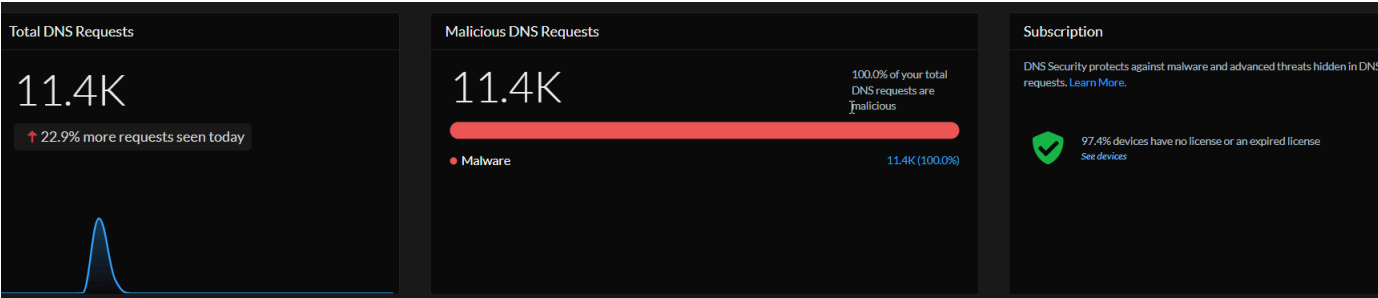 Total DNS Requests
11.4K
↑ 22.9% more requests seen today
Malicious DNS Requests
11.4K
100.0% of your total
DNS requests are
malicious
Malware
11.4K (100.0%)
Subscription
DNS Security protects against malware and advanced threats hidden in DNS
requests. Learn More.
97.4% devices have no license or an expired license
See devices